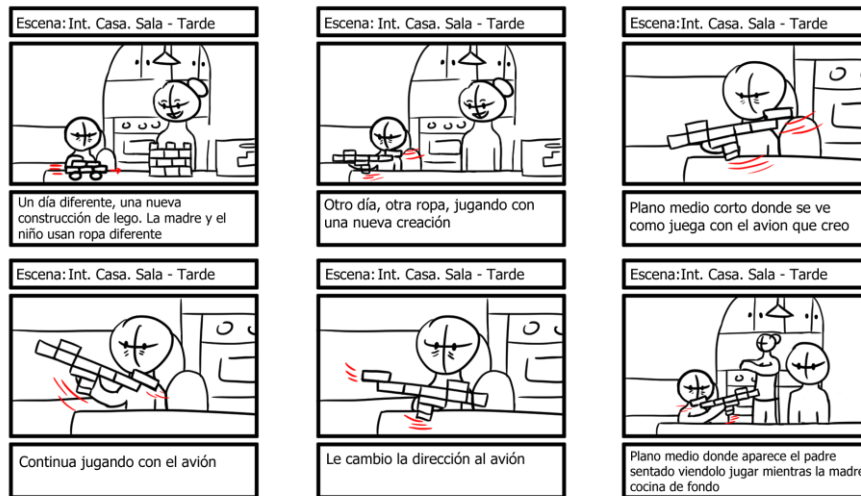 Escena: Int. Casa. Sala - Tarde
Escena: Int. Casa. Sala - Tarde
Escena: Int. Casa. Sala - Tarde
Un día diferente, una nueva
construcción de lego. La madre y el
niño usan ropa diferente
Otro día, otra ropa, jugando con
una nueva creación
Plano medio corto donde se ve
como juega con el avion que creo
Escena: Int. Casa. Sala - Tarde
Escena: Int. Casa. Sala - Tarde
Escena: Int. Casa. Sala - Tarde
Continua jugando con el avión
Le cambio la dirección al avión
Plano medio donde aparece el padre
sentado viendolo jugar mientras la madre
cocina de fondo